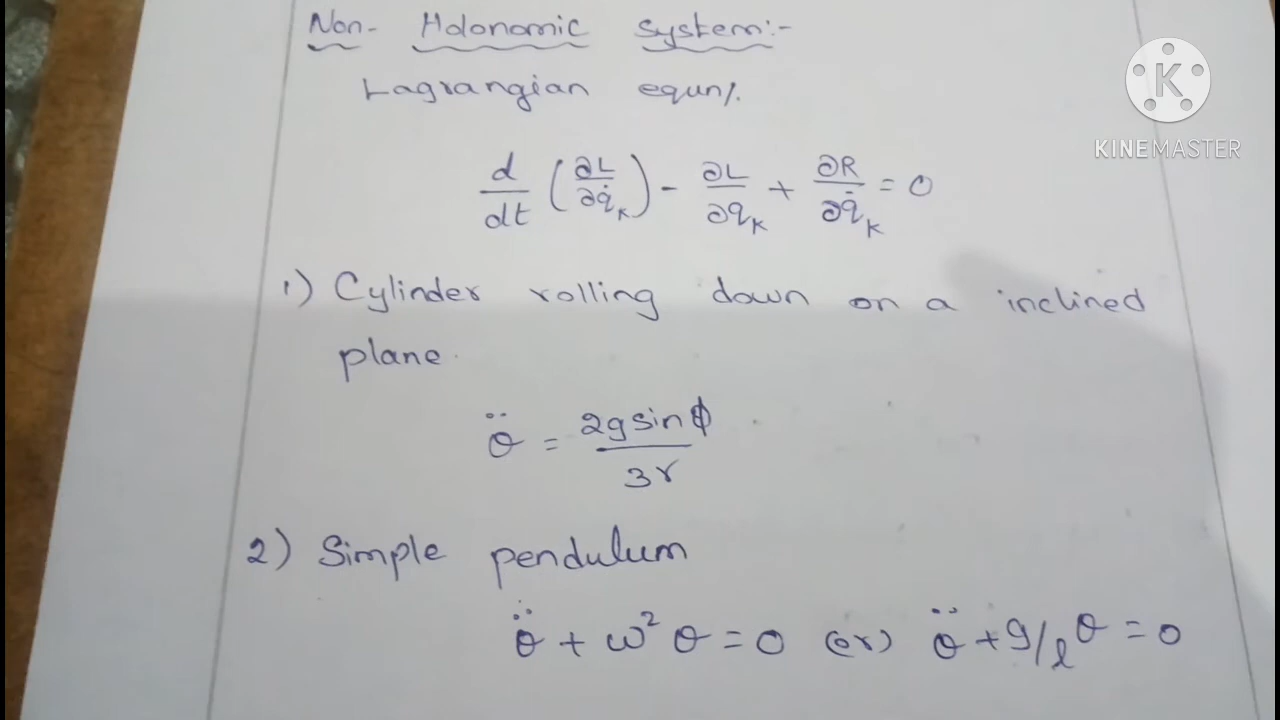 Non- Holonomic System:-
Lagrangian equn/.
K
KINEMASTER
d/dt (∂L/∂q̇ₖ) - ∂L/∂qₖ + ∂R/∂q̇ₖ = 0
1) Cylinder rolling down on a inclined
plane.
θ̈ = 2g sinϕ / 3r
2) Simple pendulum
θ̈ + ω² θ = 0 (or) θ̈ + g/l θ = 0